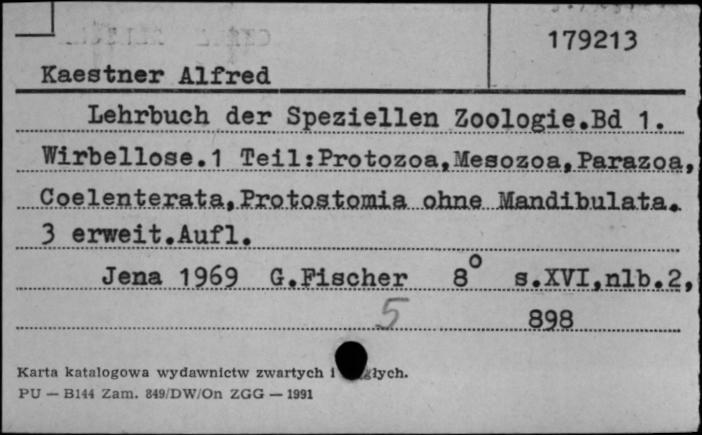 179213
Kaestner Alfred
Lehrbuch der Speziellen Zoologie.Bd 1.
Wirbellose.1 Teil:Protozoa,Mesozoa,Parazoa,
Coelenterata,Protostomia ohne Mandibulata.
3 erweit.Aufl.
Jena 1969 G.Fischer 8° s.XVI,nlb.2,
5 898
Karta katalogowa wydawnictw zwartych i głych.
PU — B144 Zam. 849/DW/On ZGG — 1991